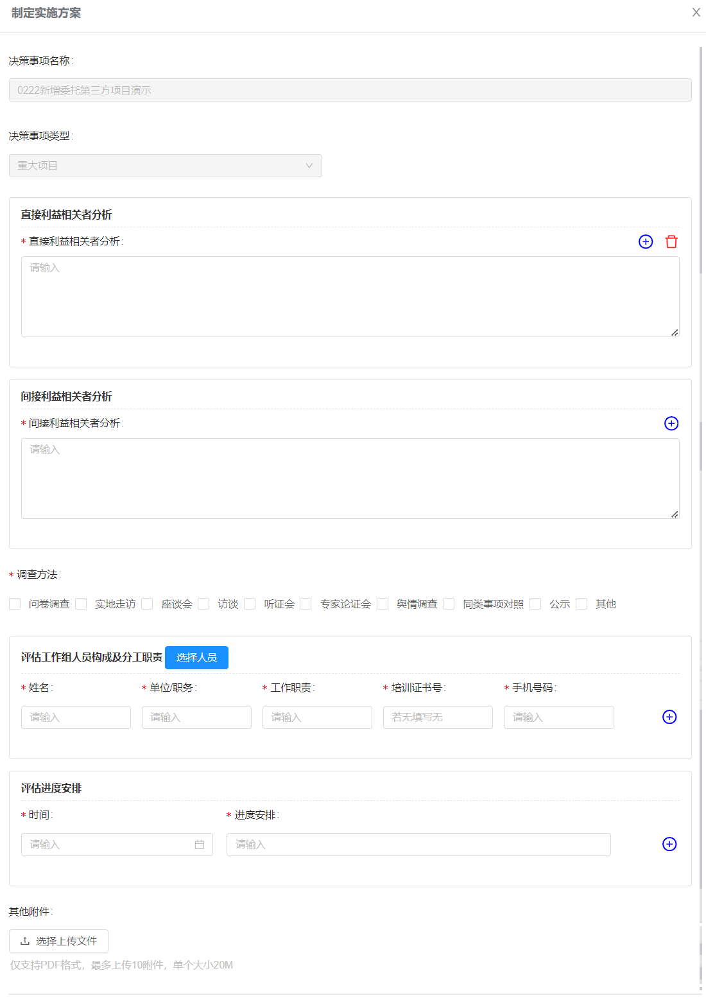 制定实施方案
决策事项名称:
0222新增委托第三方项目演示
决策事项类型:
重大项目
直接利益相关者分析
* 直接利益相关者分析:
请输入
间接利益相关者分析
* 间接利益相关者分析:
请输入
* 调查方法:
问卷调查 实地走访 座谈会 访谈 听证会 专家论证会 舆情调查 同类事项对照 公示 其他
评估工作组人员构成及分工职责 选择人员
* 姓名: * 单位/职务: * 工作职责: * 培训证书号: * 手机号码:
请输入 请输入 请输入 若无填写无 请输入
评估进度安排
* 时间: * 进度安排:
请输入 请输入
其他附件:
选择上传文件
仅支持PDF格式，最多上传10附件，单个大小20M